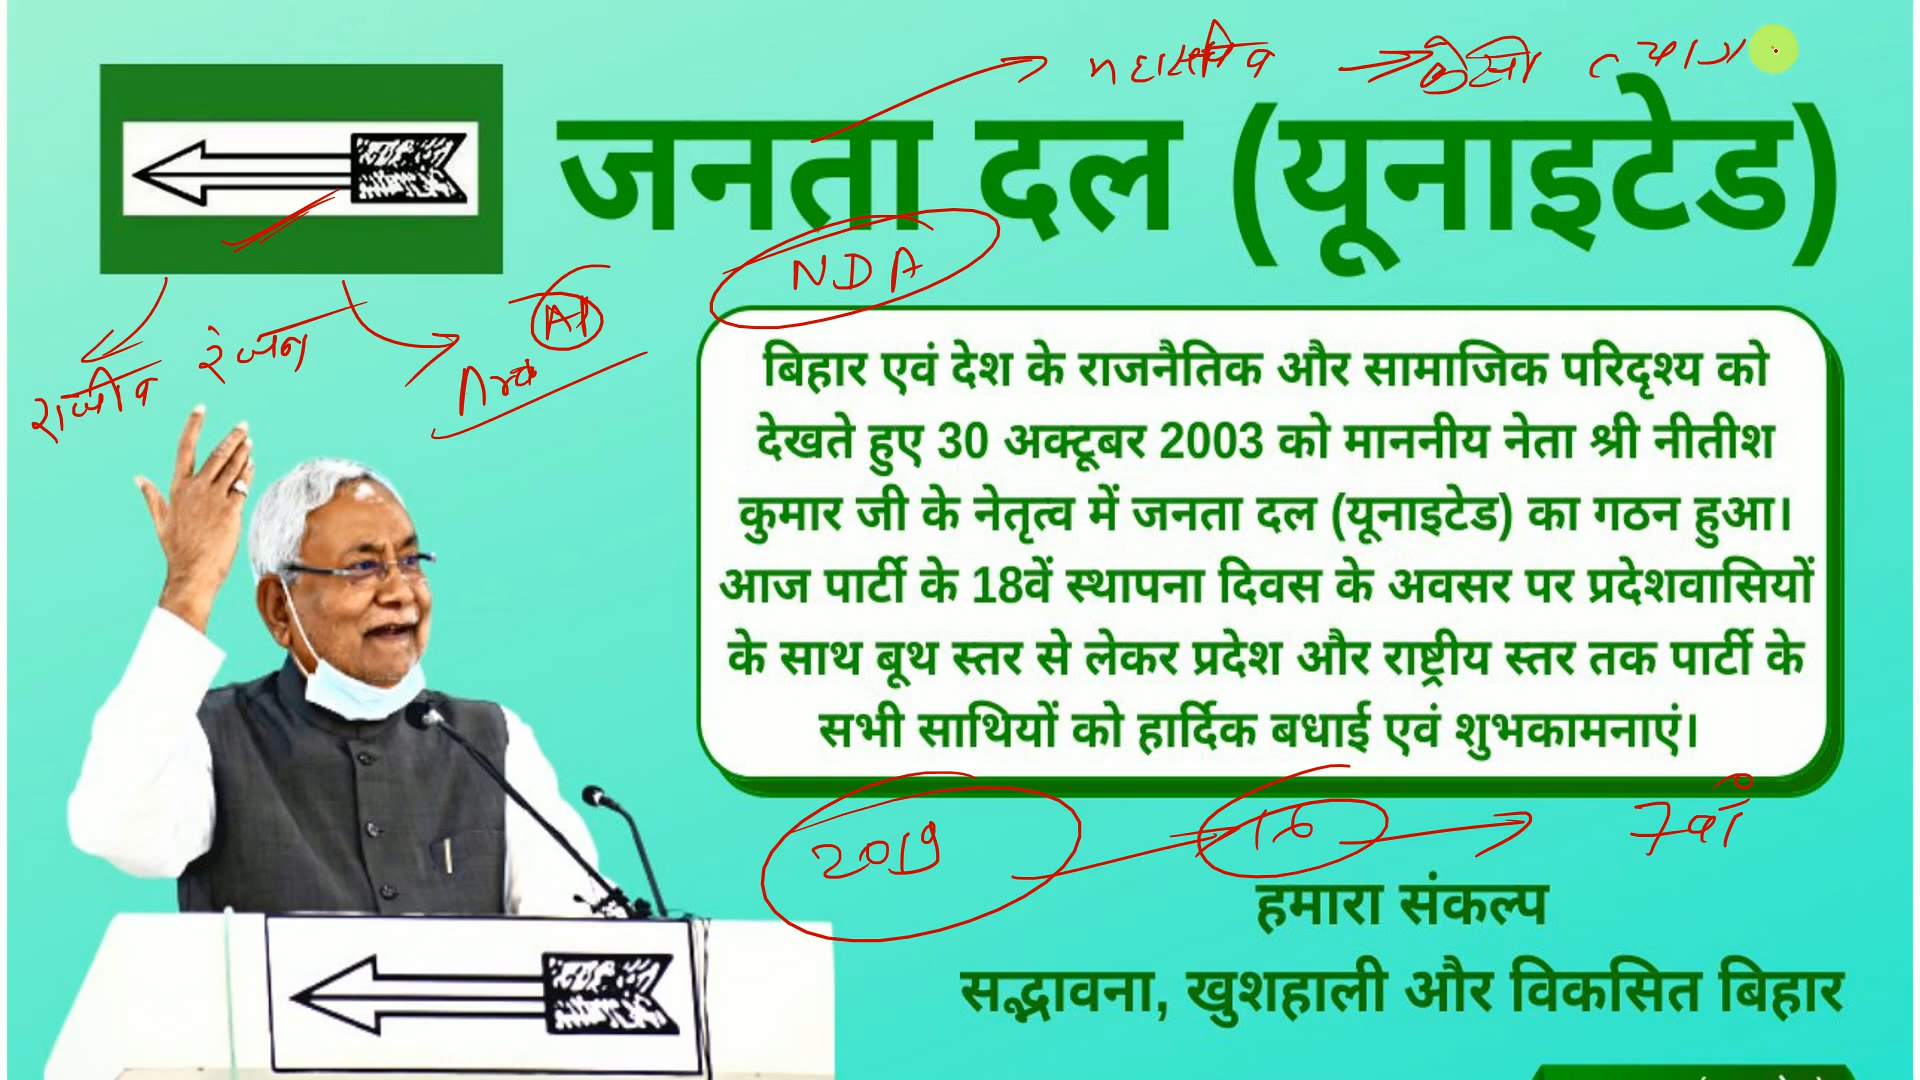 महासचिव केसी त्याग
जनता दल (यूनाइटेड)
NDA
राजीव रंजन
बिहार एवं देश के राजनैतिक और सामाजिक परिदृश्य को
देखते हुए 30 अक्टूबर 2003 को माननीय नेता श्री नीतीश
कुमार जी के नेतृत्व में जनता दल (यूनाइटेड) का गठन हुआ।
आज पार्टी के 18वें स्थापना दिवस के अवसर पर प्रदेशवासियों
के साथ बूथ स्तर से लेकर प्रदेश और राष्ट्रीय स्तर तक पार्टी के
सभी साथियों को हार्दिक बधाई एवं शुभकामनाएं।
2019 16 7वीं
हमारा संकल्प
सद्भावना, खुशहाली और विकसित बिहार